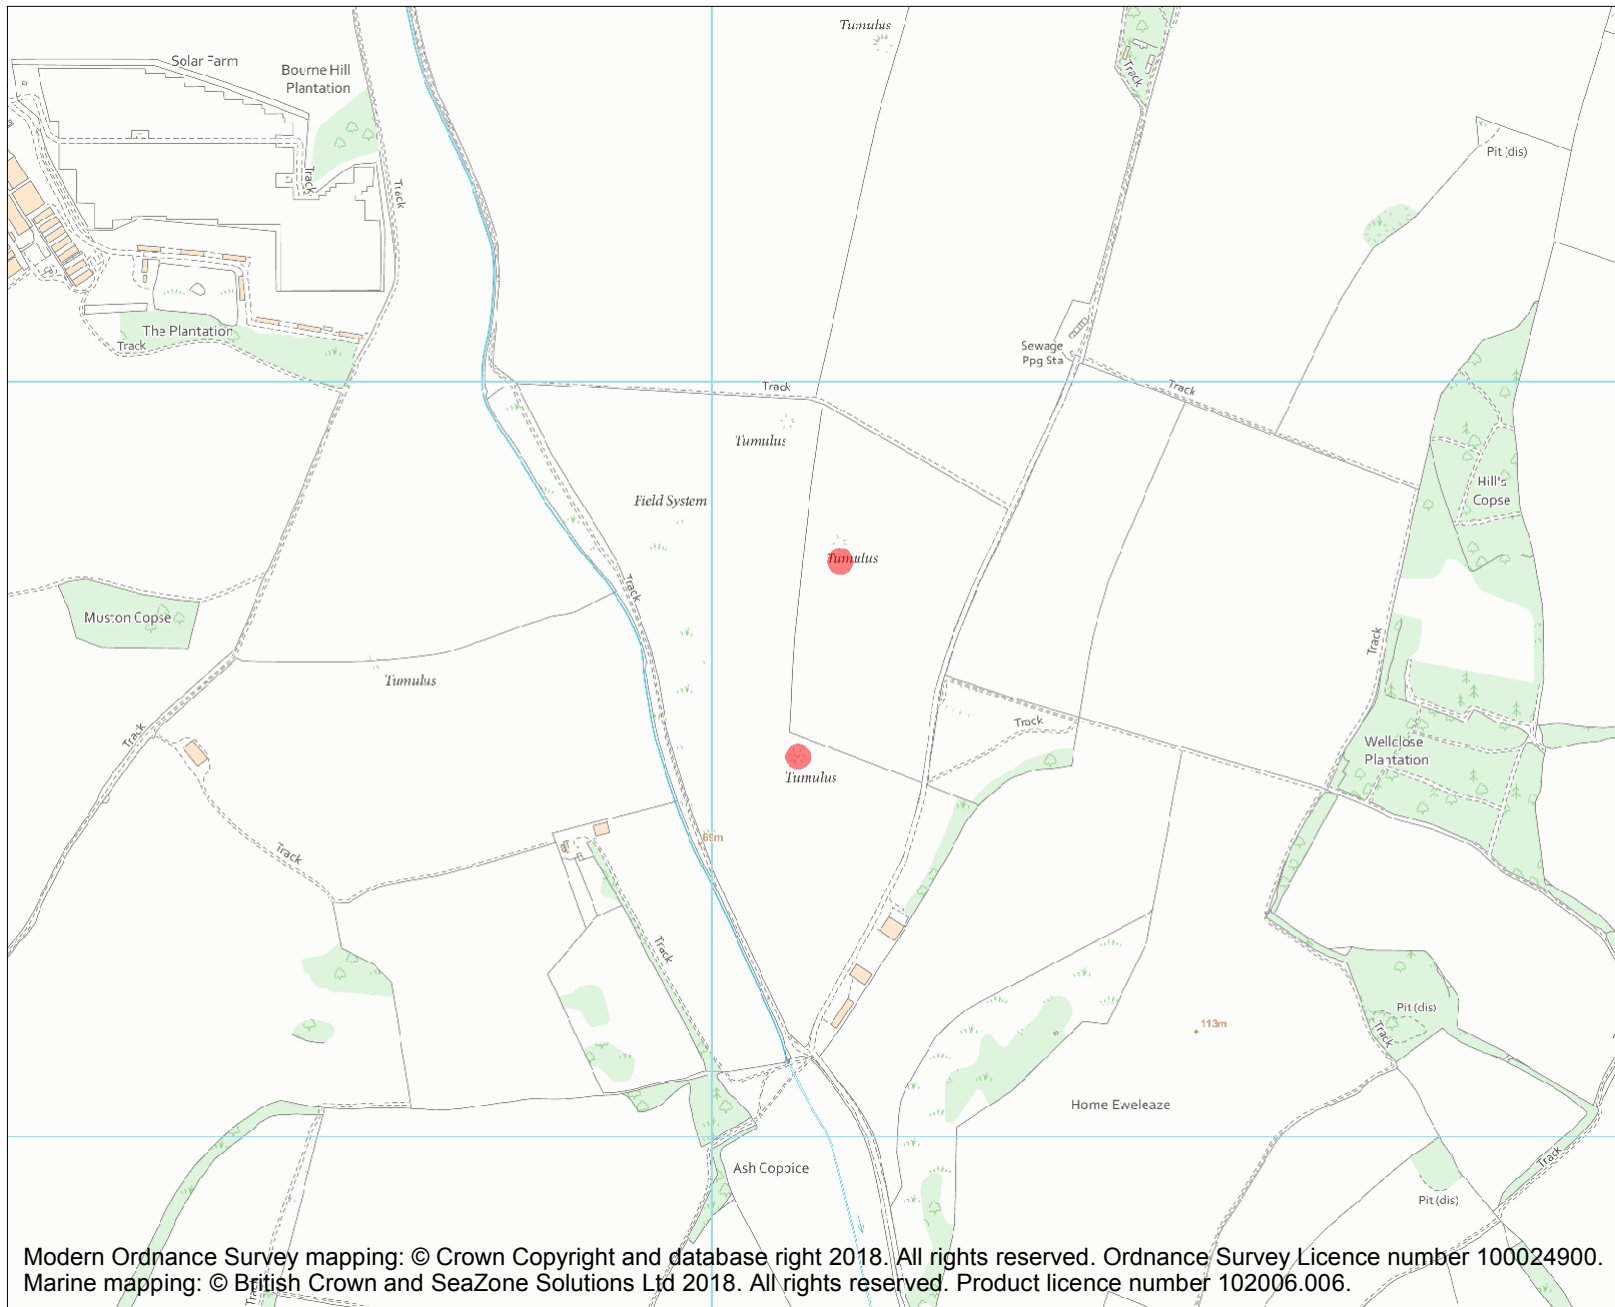 Tumulus
Solar Farm
Bourne Hill
Plantation
Track
Pit (dis)
Track
Track
The Plantation
Track
Sewage
Ppg Sta
Track
Track
Tumulus
Field System
Hill's
Copse
Tumulus
Track
Muston Copse
Track
Tumulus
Track
Track
Wellclose
Plantation
Tumulus
69m
Track
Track
Pit (dis)
113m
Track
Home Eweleaze
Track
Ash Coppice
Pit (dis)
Modern Ordnance Survey mapping: © Crown Copyright and database right 2018. All rights reserved. Ordnance Survey Licence number 100024900.
Marine mapping: © British Crown and SeaZone Solutions Ltd 2018. All rights reserved. Product licence number 102006.006.
Track